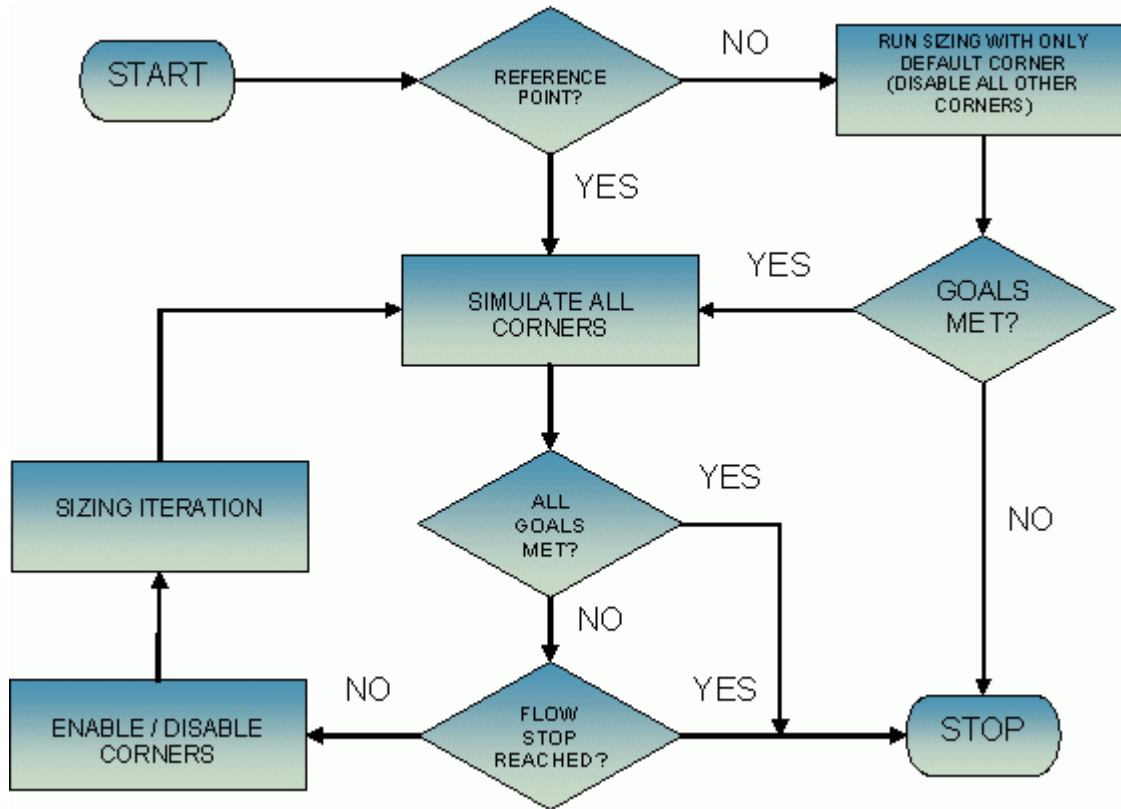 START
REFERENCE
POINT?
NO
RUN SIZING WITH ONLY
DEFAULT CORNER
(DISABLE ALL OTHER
CORNERS)
YES
SIMULATE ALL
CORNERS
YES
GOALS
MET?
SIZING ITERATION
ALL
GOALS
MET?
YES
NO
NO
ENABLE / DISABLE
CORNERS
NO
FLOW
STOP
REACHED?
YES
STOP